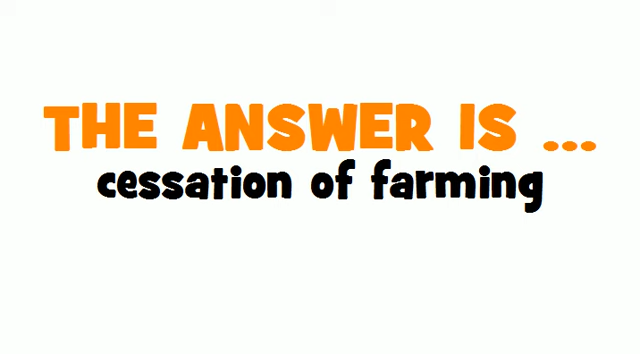 THE ANSWER IS ...
cessation of farming